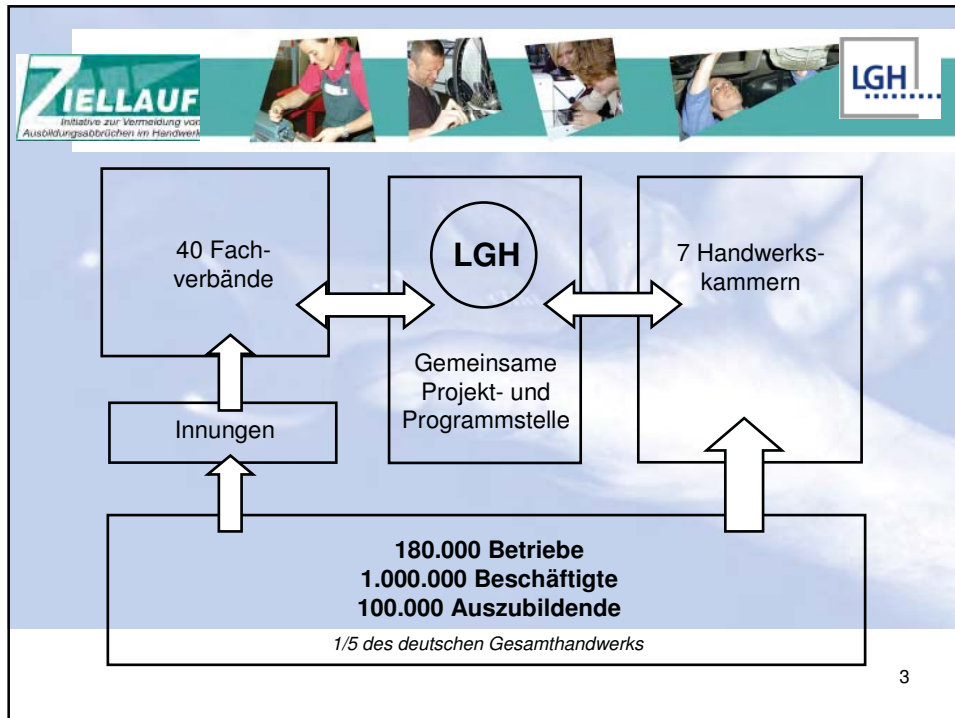 ZIELLAUF
Initiative zur Vermeidung von
Ausbildungsabbrüchen im Handwerk
LGH
40 Fach-
verbände
LGH
7 Handwerks-
kammern
Gemeinsame
Projekt- und
Programmstelle
Innungen
180.000 Betriebe
1.000.000 Beschäftigte
100.000 Auszubildende
1/5 des deutschen Gesamthandwerks
3